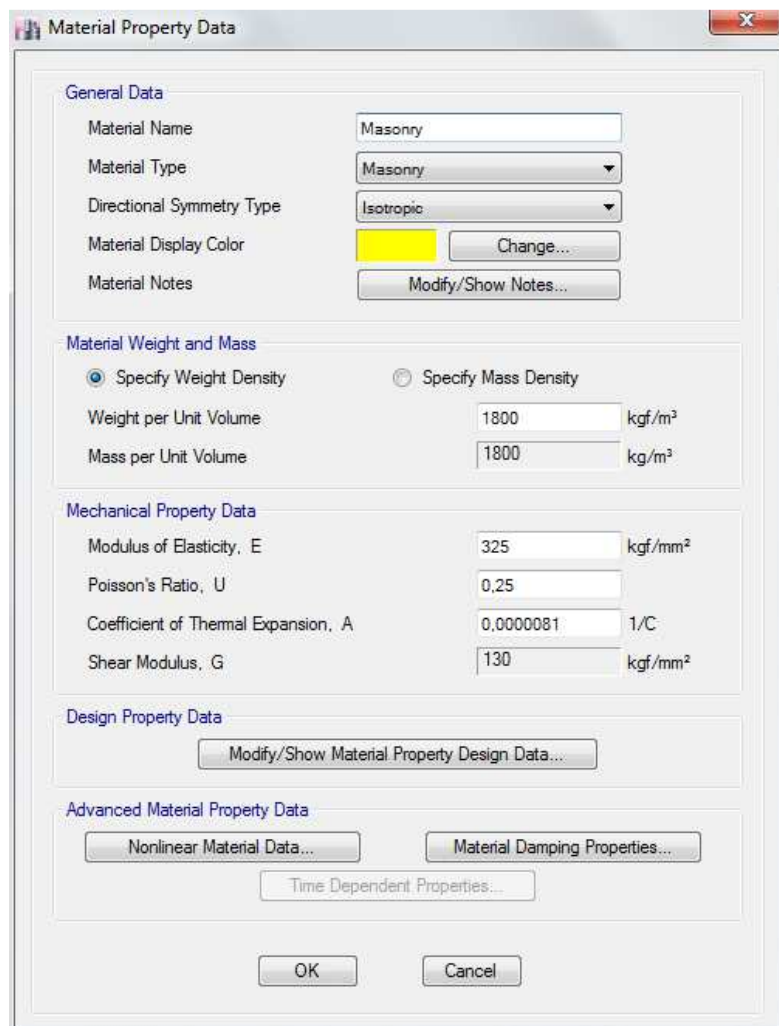 Material Property Data
General Data
Material Name Masonry
Material Type Masonry
Directional Symmetry Type Isotropic
Material Display Color Change...
Material Notes Modify/Show Notes...
Material Weight and Mass
Specify Weight Density Specify Mass Density
Weight per Unit Volume 1800 kgf/m³
Mass per Unit Volume 1800 kg/m³
Mechanical Property Data
Modulus of Elasticity, E 325 kgf/mm²
Poisson's Ratio, U 0,25
Coefficient of Thermal Expansion, A 0,0000081 1/C
Shear Modulus, G 130 kgf/mm²
Design Property Data
Modify/Show Material Property Design Data...
Advanced Material Property Data
Nonlinear Material Data... Material Damping Properties...
Time Dependent Properties...
OK Cancel